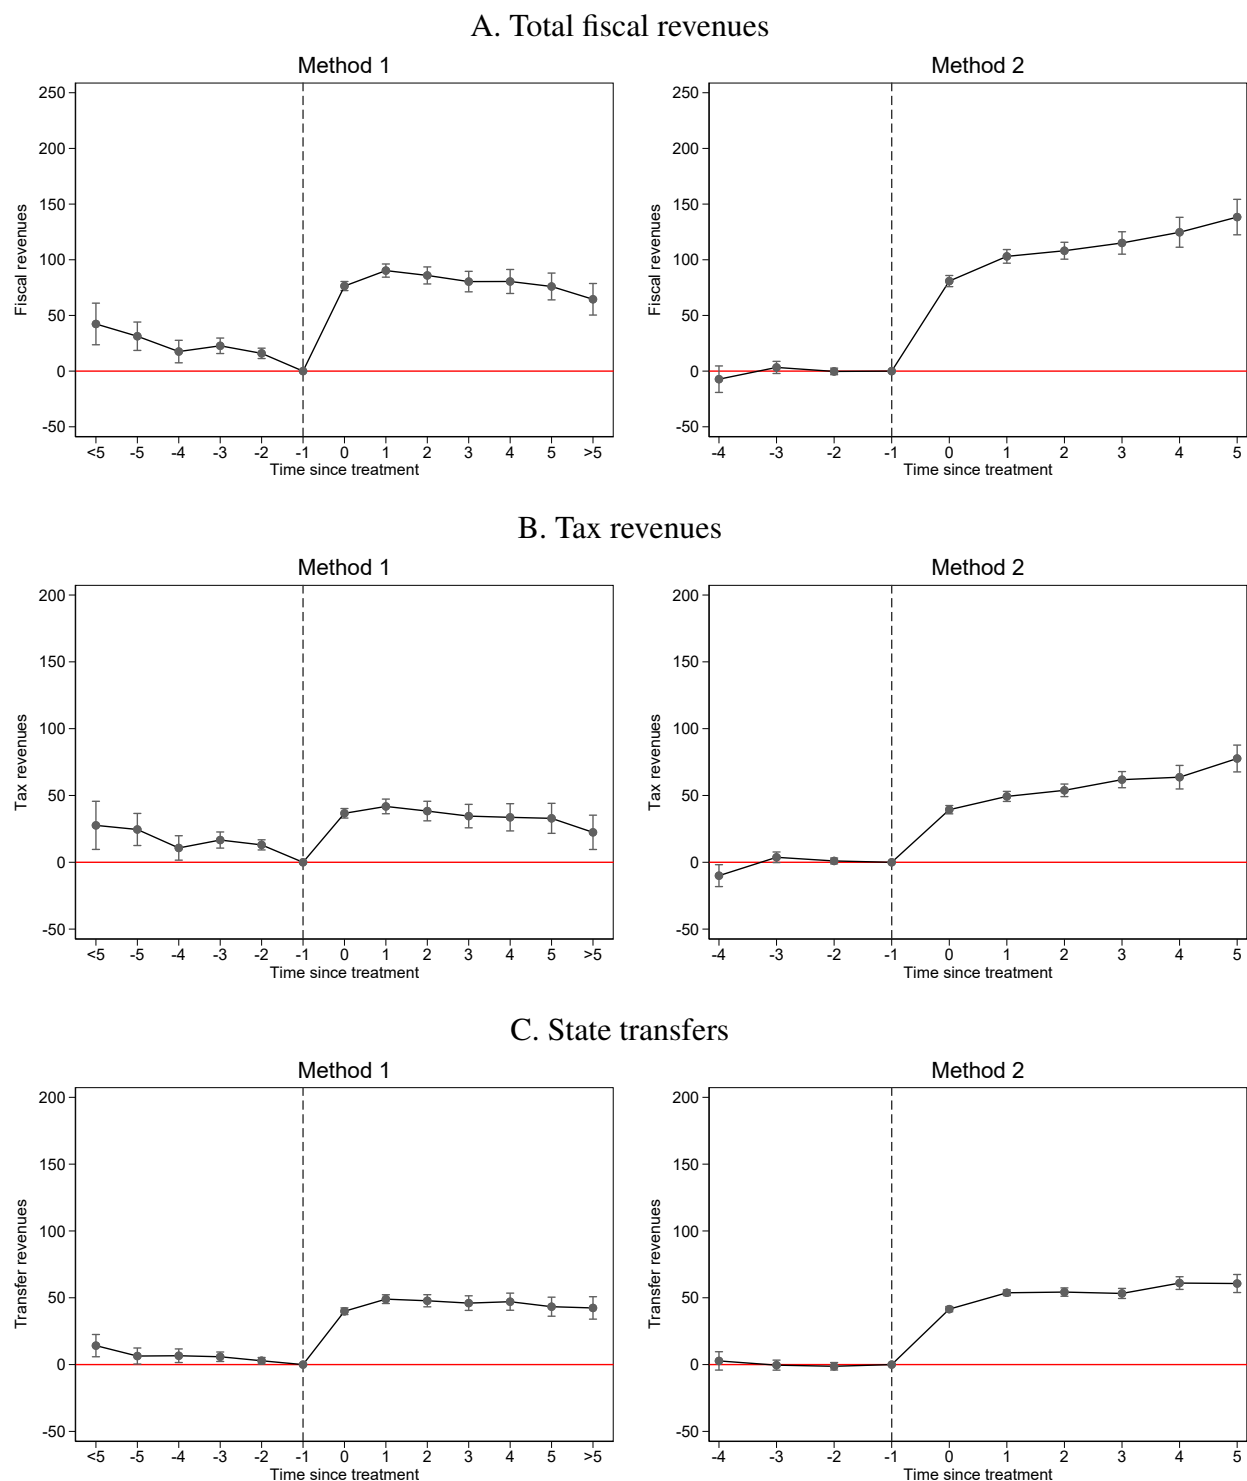 A. Total fiscal revenues
Method 1
Fiscal revenues
250
200
150
100
50
0
-50
<5 -5 -4 -3 -2 -1 0 1 2 3 4 5 >5
Time since treatment
Method 2
Fiscal revenues
250
200
150
100
50
0
-50
-4 -3 -2 -1 0 1 2 3 4 5
Time since treatment
B. Tax revenues
Method 1
Tax revenues
200
150
100
50
0
-50
<5 -5 -4 -3 -2 -1 0 1 2 3 4 5 >5
Time since treatment
Method 2
Tax revenues
200
150
100
50
0
-50
-4 -3 -2 -1 0 1 2 3 4 5
Time since treatment
C. State transfers
Method 1
Transfer revenues
200
150
100
50
0
-50
<5 -5 -4 -3 -2 -1 0 1 2 3 4 5 >5
Time since treatment
Method 2
Transfer revenues
200
150
100
50
0
-50
-4 -3 -2 -1 0 1 2 3 4 5
Time since treatment